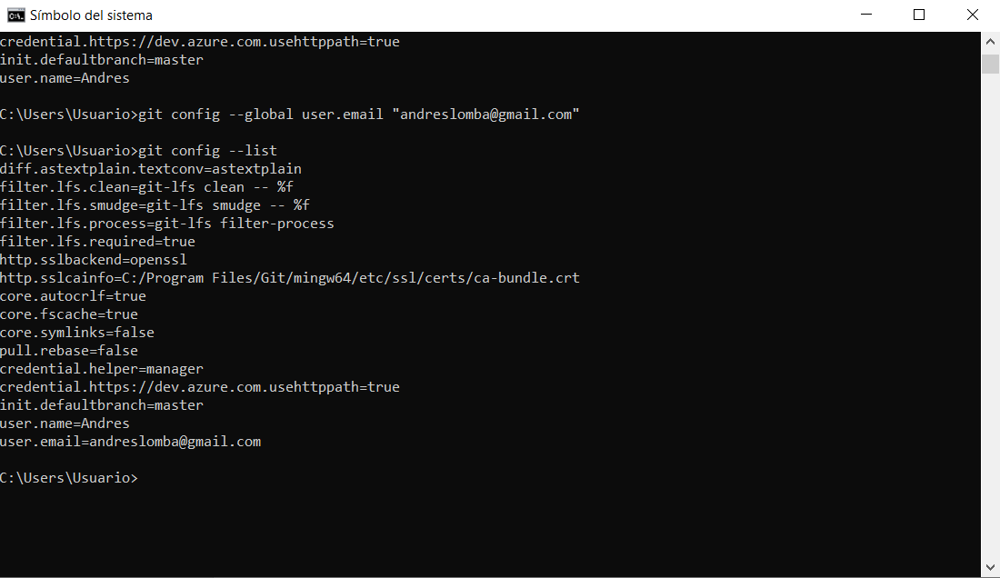 Símbolo del sistema
credential.https://dev.azure.com.usehttppath=true
init.defaultbranch=master
user.name=Andres
C:\Users\Usuario>git config --global user.email "andreslomba@gmail.com"
C:\Users\Usuario>git config --list
diff.astextplain.textconv=astextplain
filter.lfs.clean=git-lfs clean -- %f
filter.lfs.smudge=git-lfs smudge -- %f
filter.lfs.process=git-lfs filter-process
filter.lfs.required=true
http.sslbackend=openssl
http.sslcainfo=C:/Program Files/Git/mingw64/etc/ssl/certs/ca-bundle.crt
core.autocrlf=true
core.fscache=true
core.symlinks=false
pull.rebase=false
credential.helper=manager
credential.https://dev.azure.com.usehttppath=true
init.defaultbranch=master
user.name=Andres
user.email=andreslomba@gmail.com
C:\Users\Usuario>